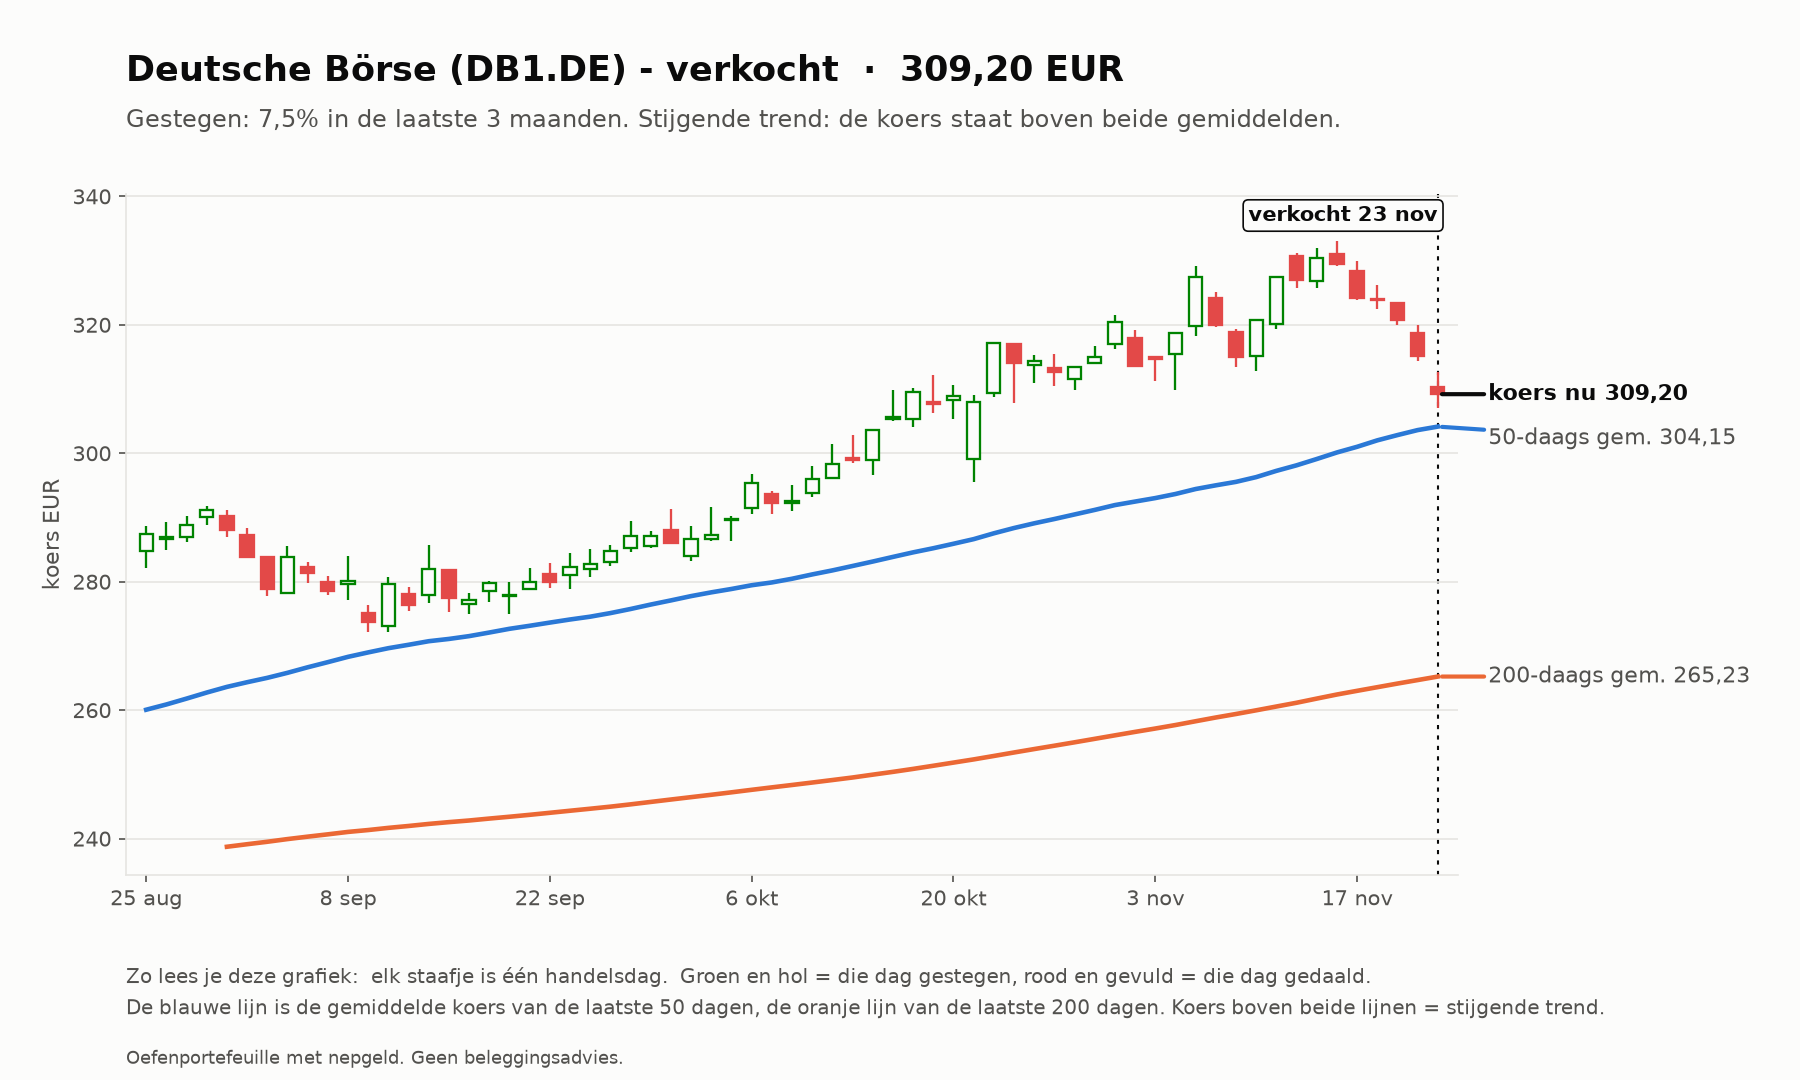 Deutsche Börse (DB1.DE) - verkocht · 309,20 EUR
Gestegen: 7,5% in de laatste 3 maanden. Stijgende trend: de koers staat boven beide gemiddelden.
340
320
300
280
260
240
koers EUR
verkocht 23 nov
koers nu 309,20
50-daags gem. 304,15
200-daags gem. 265,23
25 aug
8 sep
22 sep
6 okt
20 okt
3 nov
17 nov
Zo lees je deze grafiek: elk staafje is één handelsdag. Groen en hol = die dag gestegen, rood en gevuld = die dag gedaald.
De blauwe lijn is de gemiddelde koers van de laatste 50 dagen, de oranje lijn van de laatste 200 dagen. Koers boven beide lijnen = stijgende trend.
Oefenportefeuille met nepgeld. Geen beleggingsadvies.